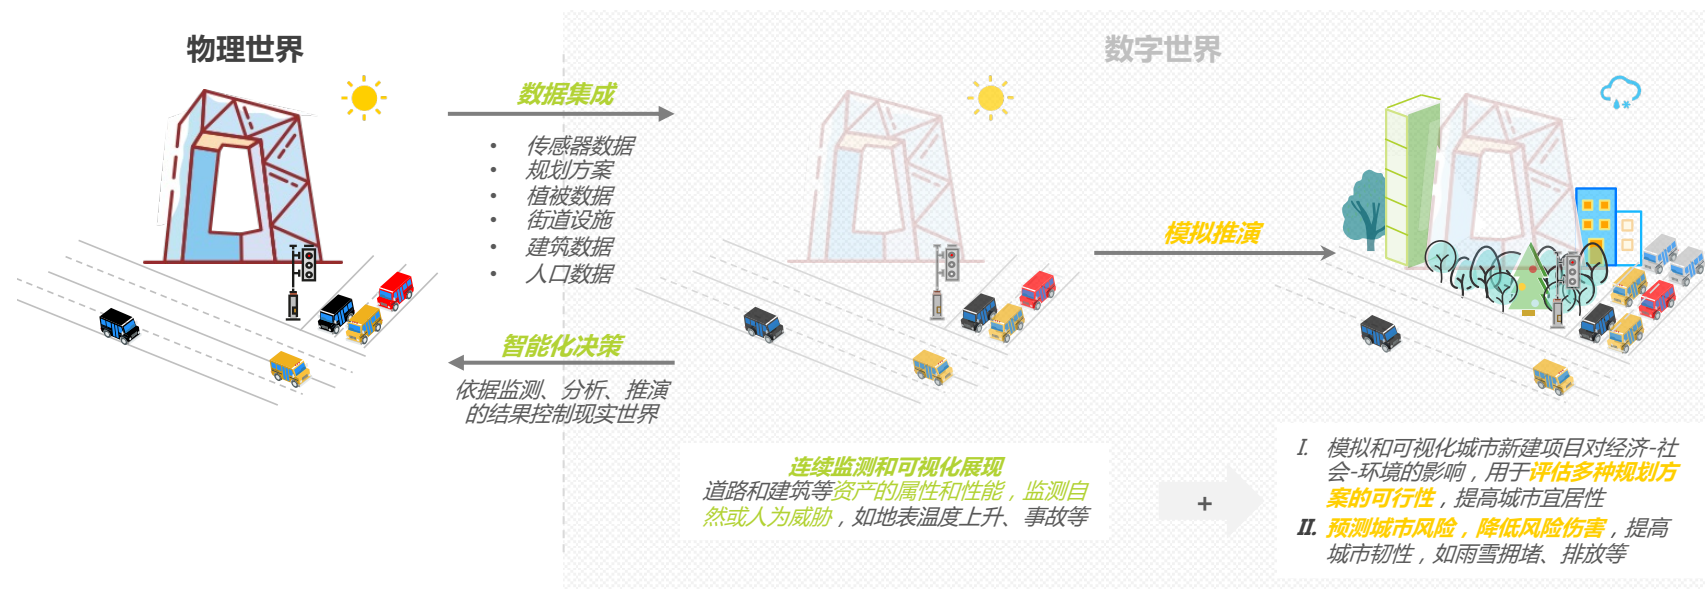 物理世界
数字世界
数据集成
• 传感器数据
• 规划方案
• 植被数据
• 街道设施
• 建筑数据
• 人口数据
模拟推演
智能化决策
依据监测、分析、推演
的结果控制现实世界
连续监测和可视化展现
道路和建筑等资产的属性和性能，监测自
然或人为威胁，如地表温度上升、事故等
+
I. 模拟和可视化城市新建项目对经济-社
会-环境的影响，用于评估多种规划方
案的可行性，提高城市宜居性
II. 预测城市风险，降低风险伤害，提高
城市韧性，如雨雪拥堵、排放等